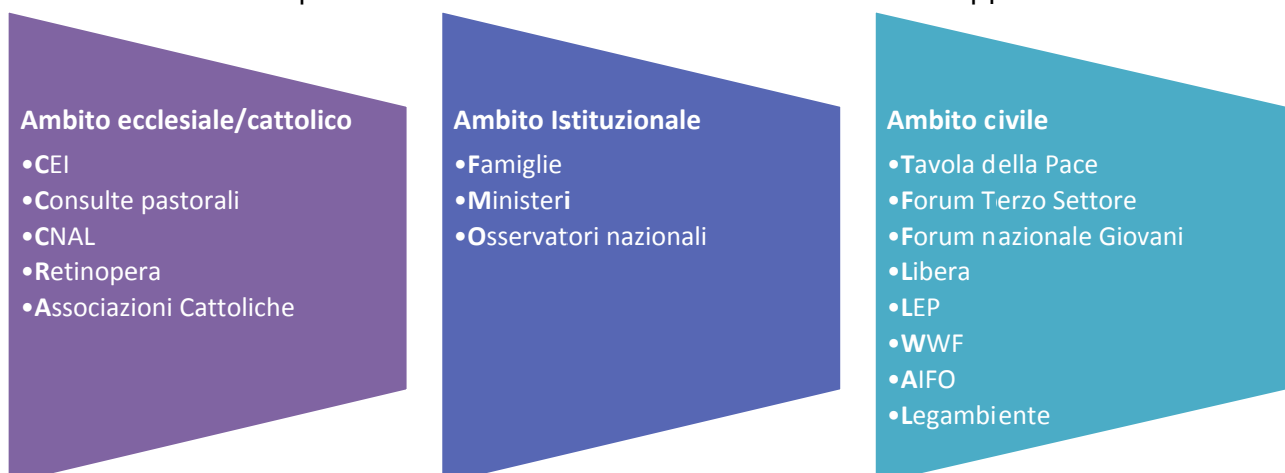 Ambito ecclesiale/cattolico
•CEI
•Consulte pastorali
•CNAL
•Retinopera
•Associazioni Cattoliche
Ambito Istituzionale
•Famiglie
•Ministeri
•Osservatori nazionali
Ambito civile
•Tavola della Pace
•Forum Terzo Settore
•Forum nazionale Giovani
•Libera
•LEP
•WWF
•AIFO
•Legambiente